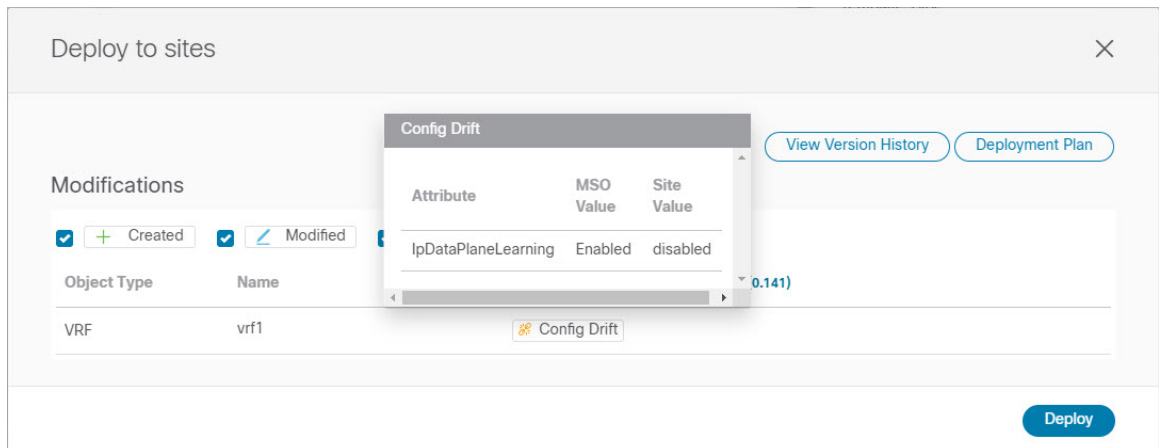 Deploy to sites
Config Drift
View Version History
Deployment Plan
Attribute
MSO Value
Site Value
Modifications
Created
Modified
IpDataPlaneLearning Enabled disabled
Object Type Name
0.141)
VRF vrf1 Config Drift
Deploy